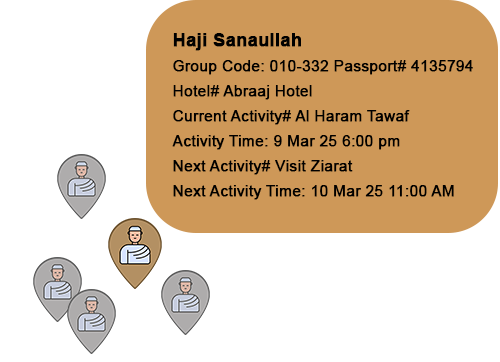 Haji Sanaullah
Group Code: 010-332 Passport# 4135794
Hotel# Abraaj Hotel
Current Activity# Al Haram Tawaf
Activity Time: 9 Mar 25 6:00 pm
Next Activity# Visit Ziarat
Next Activity Time: 10 Mar 25 11:00 AM